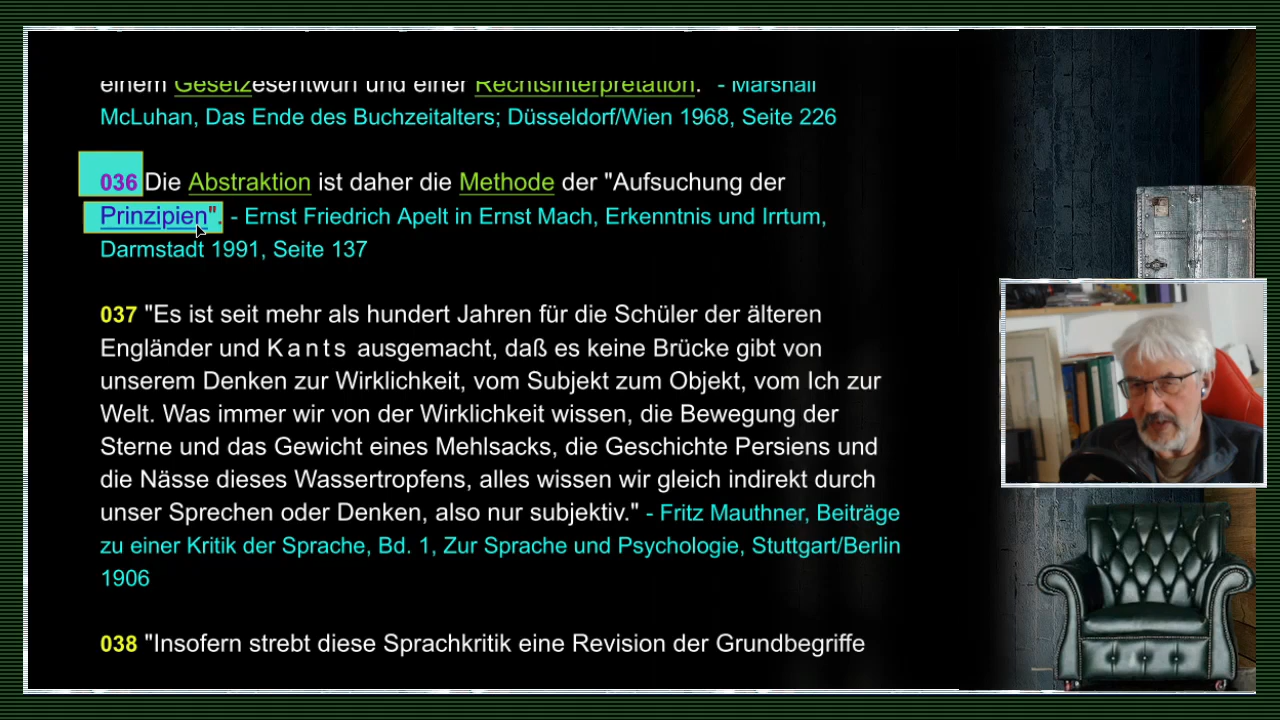 einem Gesetzesentwurf und einer Rechtsinterpretation." - Marshall
McLuhan, Das Ende des Buchzeitalters; Düsseldorf/Wien 1968, Seite 226
036 Die Abstraktion ist daher die Methode der "Aufsuchung der
Prinzipien". - Ernst Friedrich Apelt in Ernst Mach, Erkenntnis und Irrtum,
Darmstadt 1991, Seite 137
037 "Es ist seit mehr als hundert Jahren für die Schüler der älteren
Engländer und K a n t s ausgemacht, daß es keine Brücke gibt von
unserem Denken zur Wirklichkeit, vom Subjekt zum Objekt, vom Ich zur
Welt. Was immer wir von der Wirklichkeit wissen, die Bewegung der
Sterne und das Gewicht eines Mehlsacks, die Geschichte Persiens und
die Nässe dieses Wassertropfens, alles wissen wir gleich indirekt durch
unser Sprechen oder Denken, also nur subjektiv." - Fritz Mauthner, Beiträge
zu einer Kritik der Sprache, Bd. 1, Zur Sprache und Psychologie, Stuttgart/Berlin
1906
038 "Insofern strebt diese Sprachkritik eine Revision der Grundbegriffe